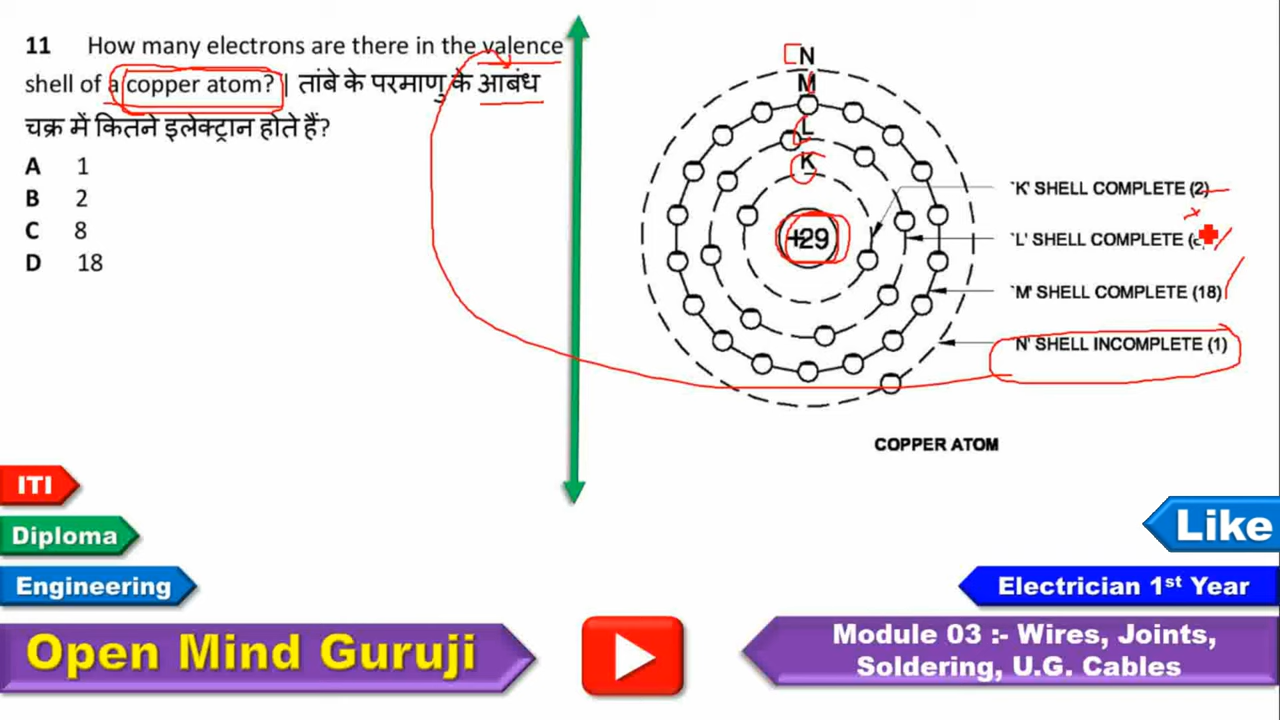 11 How many electrons are there in the valence
shell of a copper atom? | तांबे के परमाणु के आबंध
चक्र में कितने इलेक्ट्रान होते हैं?
A 1
B 2
C 8
D 18
N
M
L
K
+29
`K' SHELL COMPLETE (2)
`L' SHELL COMPLETE
`M' SHELL COMPLETE (18)
N' SHELL INCOMPLETE (1)
COPPER ATOM
ITI
Diploma
Engineering
Open Mind Guruji
Like
Electrician 1st Year
Module 03 :- Wires, Joints,
Soldering, U.G. Cables